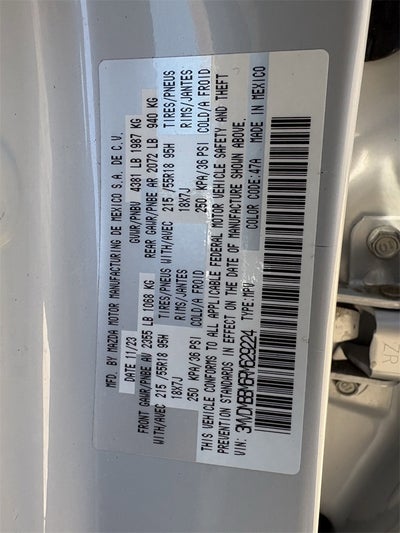 MFD. BY MAZDA MOTOR MANUFACTURING DE MEXICO S.A. DE C.V.
DATE 11/23 GVWR/PNBV 4381 LB 1987 KG
FRONT GAWR/PNBE AV 2355 LB 1068 KG REAR GAWR/PNBE AR 2072 LB 940 KG
WITH/AVEC 215/55R18 95H TIRES/PNEUS WITH/AVEC 215/55R18 95H TIRES/PNEUS
18X7J RIMS/JANTES 18X7J RIMS/JANTES
250 KPA/36 PSI COLD/A FROID 250 KPA/36 PSI COLD/A FROID
THIS VEHICLE CONFORMS TO ALL APPLICABLE FEDERAL MOTOR VEHICLE SAFETY AND THEFT
PREVENTION STANDARDS IN EFFECT ON THE DATE OF MANUFACTURE SHOWN ABOVE.
VIN: TYPE:MPV COLOR CODE:47A MADE IN MEXICO
ZR